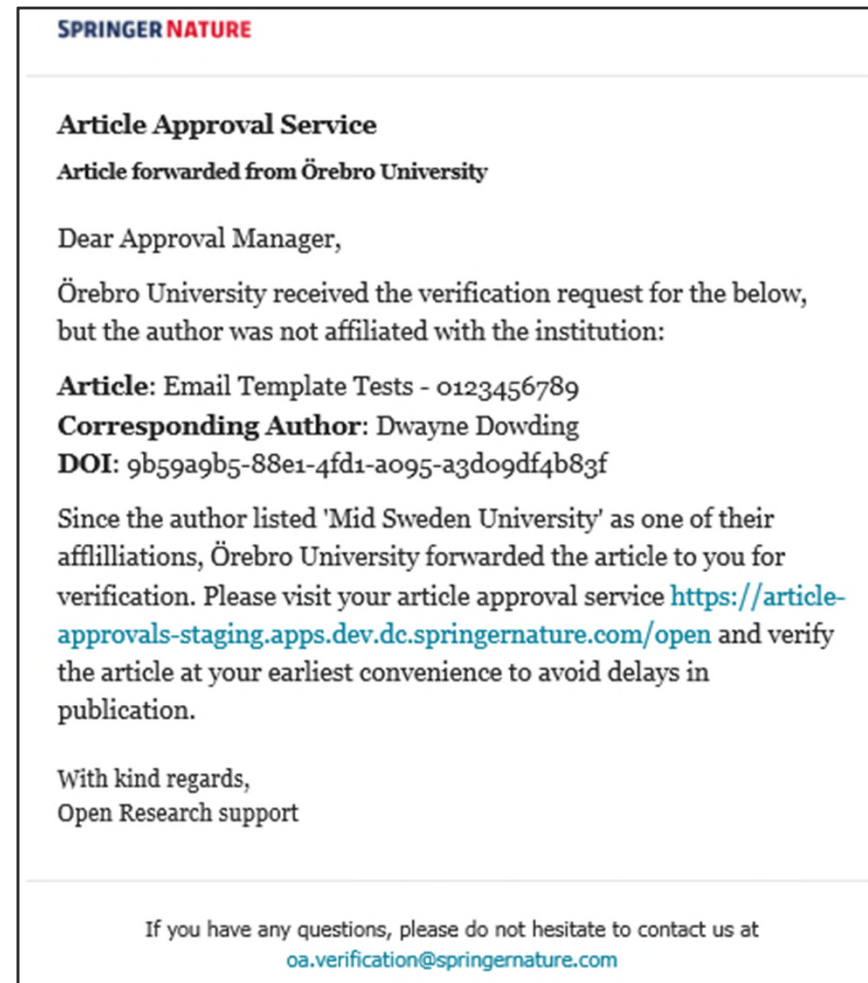 SPRINGER NATURE
Article Approval Service
Article forwarded from Örebro University
Dear Approval Manager,
Örebro University received the verification request for the below,
but the author was not affiliated with the institution:
Article: Email Template Tests - 0123456789
Corresponding Author: Dwayne Dowding
DOI: 9b59a9b5-88e1-4fd1-a095-a3d09df4b83f
Since the author listed 'Mid Sweden University' as one of their
afflilliations, Örebro University forwarded the article to you for
verification. Please visit your article approval service https://article-
approvals-staging.apps.dev.dc.springernature.com/open and verify
the article at your earliest convenience to avoid delays in
publication.
With kind regards,
Open Research support
If you have any questions, please do not hesitate to contact us at
oa.verification@springernature.com